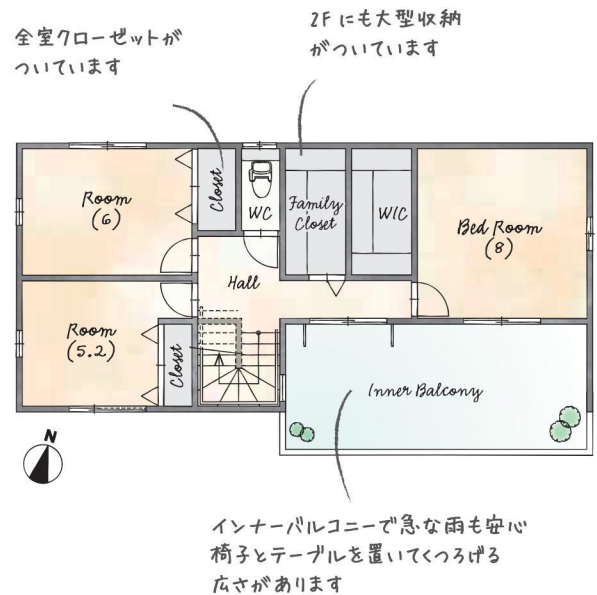 全室クローゼットが
ついています
2Fにも大型収納
がついています
Room
(6)
Closet
WC
Family
Closet
WIC
Bed Room
(8)
Hall
Room
(5.2)
Closet
Inner Balcony
N
インナーバルコニーで急な雨も安心
椅子とテーブルを置いてくつろげる
広さがあります